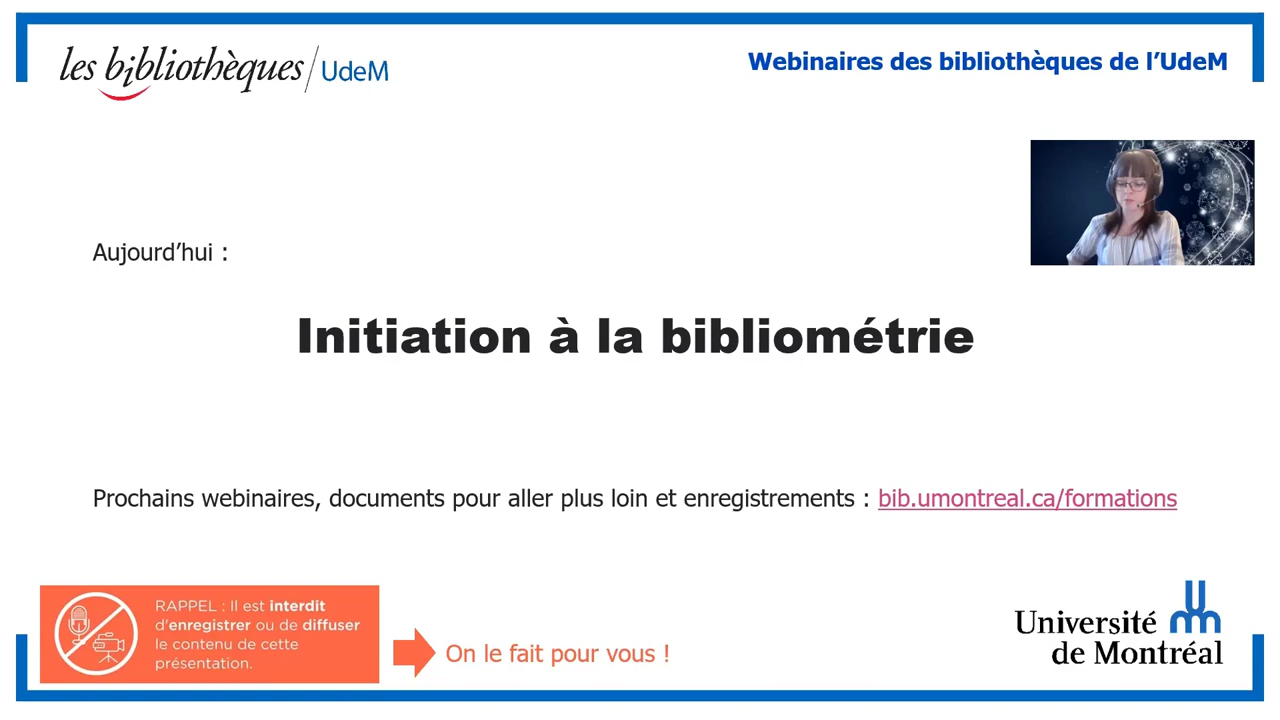 les bibliothèques/UdeM
Webinaires des bibliothèques de l’UdeM
Aujourd’hui :
Initiation à la bibliométrie
Prochains webinaires, documents pour aller plus loin et enregistrements : bib.umontreal.ca/formations
RAPPEL : Il est interdit
d'enregistrer ou de diffuser
le contenu de cette
présentation.
On le fait pour vous !
Université
de Montréal